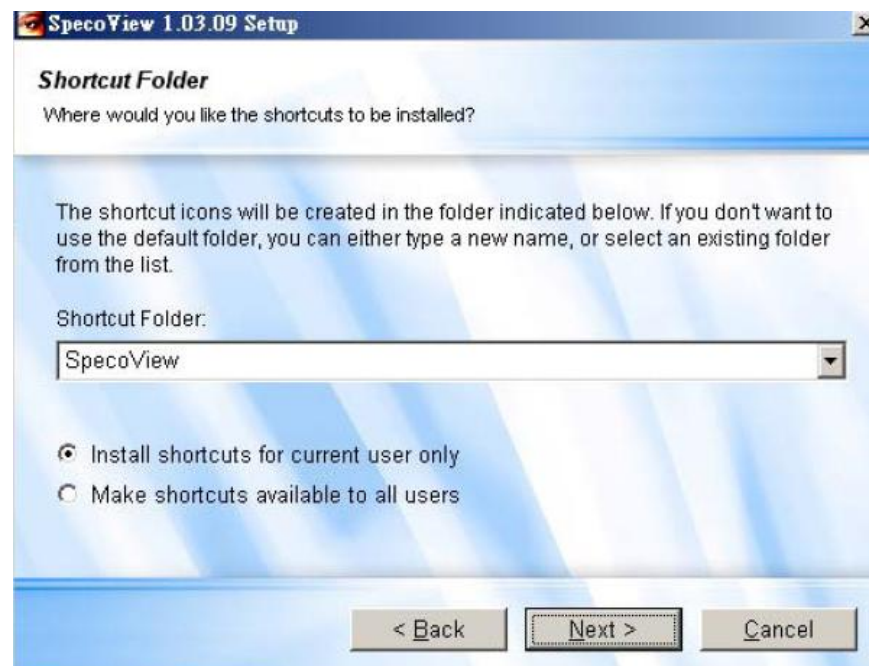 SpecoView 1.03.09 Setup
Shortcut Folder
Where would you like the shortcuts to be installed?
The shortcut icons will be created in the folder indicated below. If you don't want to
use the default folder, you can either type a new name, or select an existing folder
from the list.
Shortcut Folder:
SpecoView
Install shortcuts for current user only
Make shortcuts available to all users
< Back
Next >
Cancel